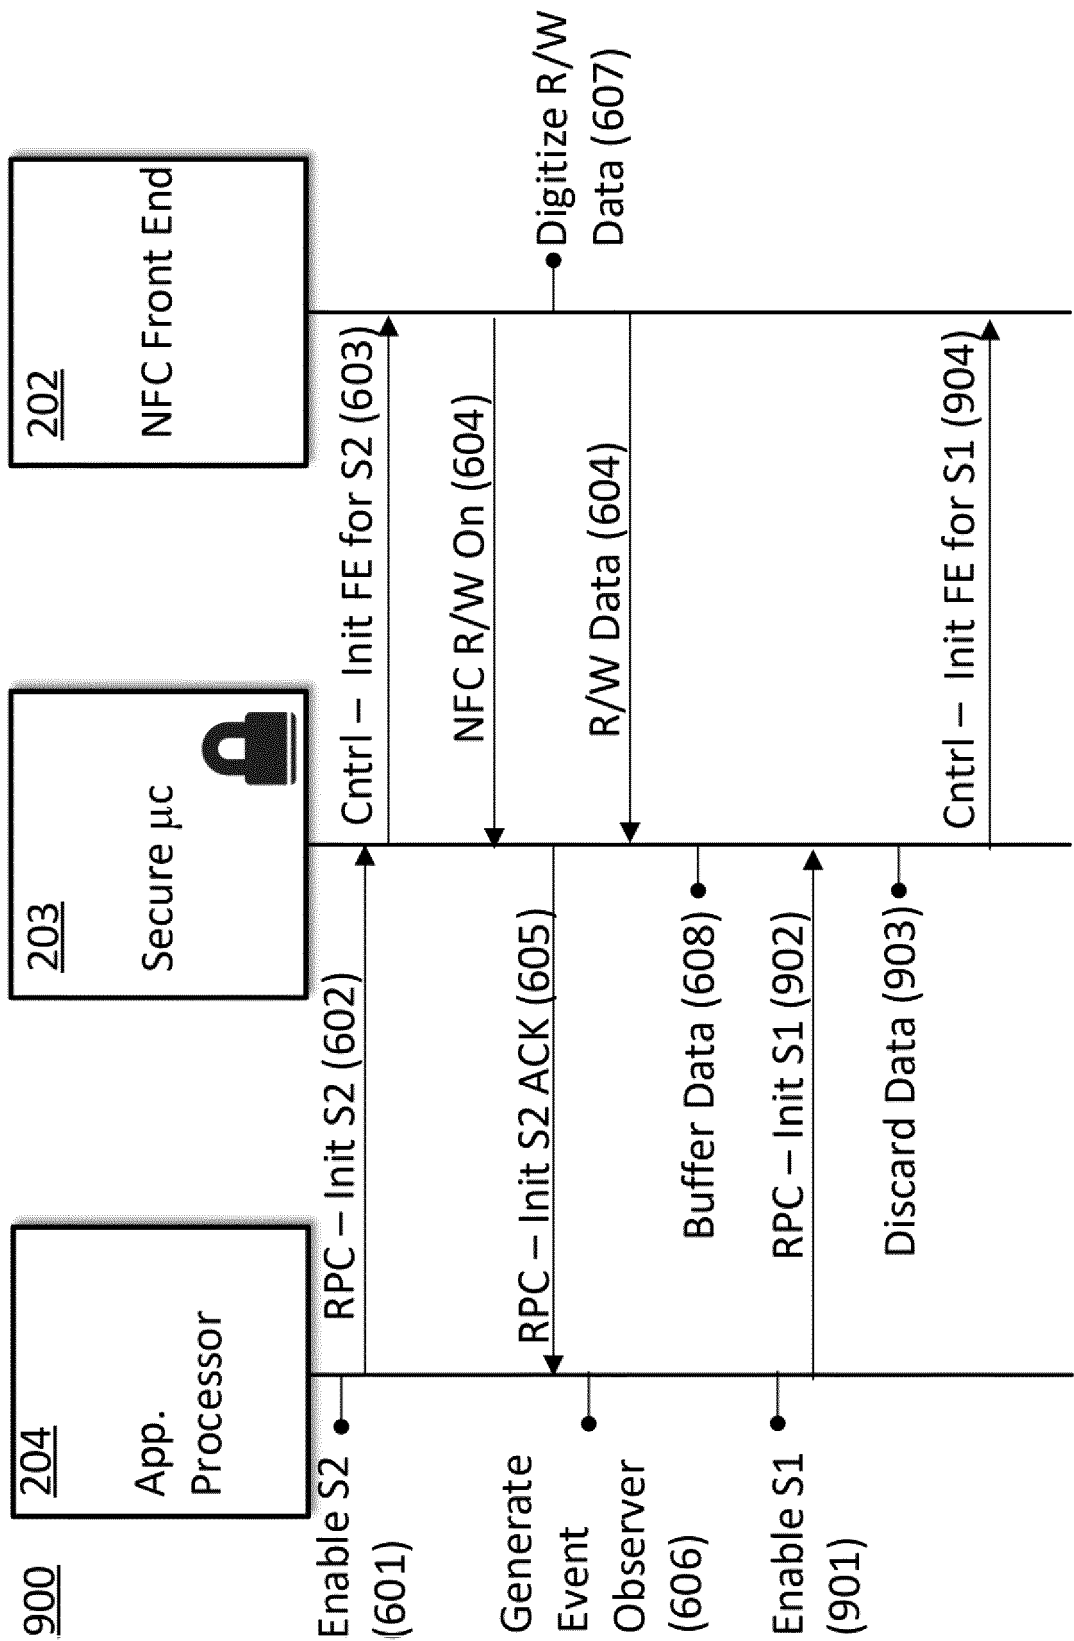 900
204
App.
Processor
203
Secure μc
202
NFC Front End
Enable S2
(601)
RPC – Init S2 (602)
Cntrl – Init FE for S2 (603)
NFC R/W On (604)
RPC – Init S2 ACK (605)
Generate
Event
Observer
(606)
Digitize R/W
Data (607)
R/W Data (604)
Buffer Data (608)
Enable S1
(901)
RPC – Init S1 (902)
Discard Data (903)
Cntrl – Init FE for S1 (904)